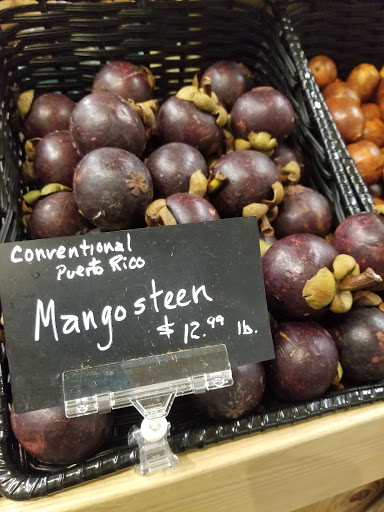 Conventional
Puerto Rico
Mangosteen
$12.99 lb.